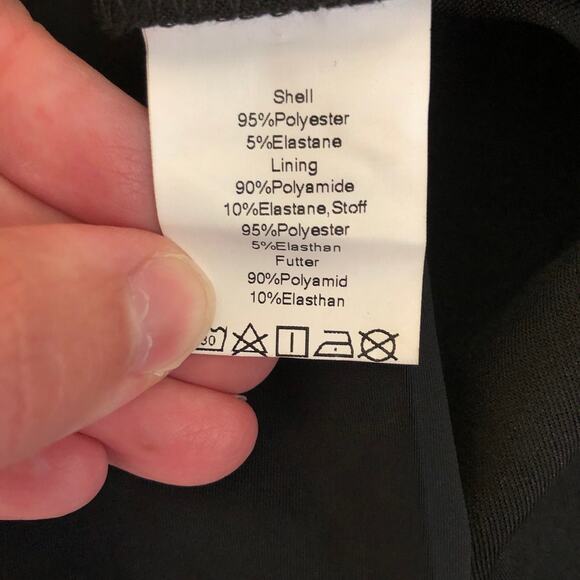 Shell
95%Polyester
5%Elastane
Lining
90%Polyamide
10%Elastane,Stoff
95%Polyester
5%Elasthan
Futter
90%Polyamid
10%Elasthan
30